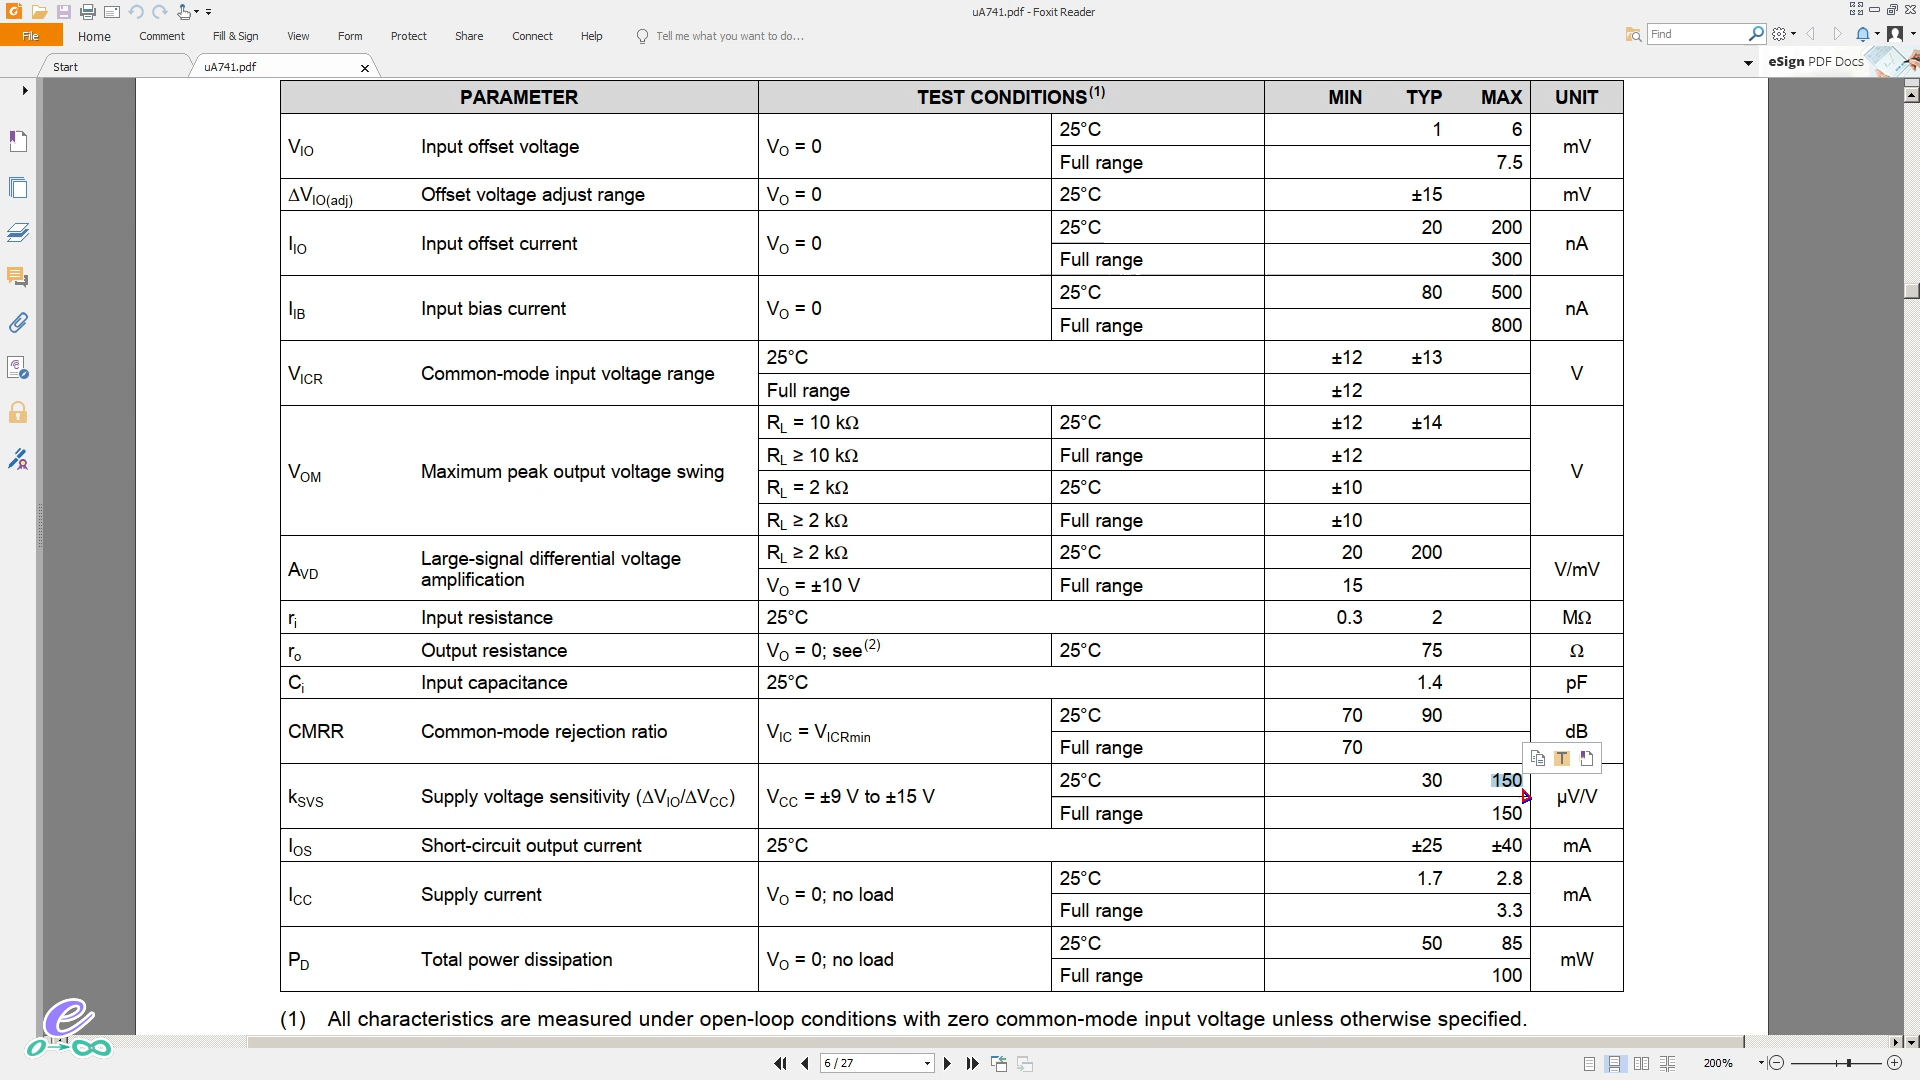 uA741.pdf - Foxit Reader
File Home Comment Fill & Sign View Form Protect Share Connect Help Tell me what you want to do... Find
Start uA741.pdf eSign PDF Docs
PARAMETER TEST CONDITIONS(1) MIN TYP MAX UNIT
VIO Input offset voltage VO = 0 25°C 1 6 mV
Full range 7.5
ΔVIO(adj) Offset voltage adjust range VO = 0 25°C ±15 mV
IIO Input offset current VO = 0 25°C 20 200 nA
Full range 300
IIB Input bias current VO = 0 25°C 80 500 nA
Full range 800
VICR Common-mode input voltage range 25°C ±12 ±13 V
Full range ±12
VOM Maximum peak output voltage swing RL = 10 kΩ 25°C ±12 ±14 V
RL ≥ 10 kΩ Full range ±12
RL = 2 kΩ 25°C ±10
RL ≥ 2 kΩ Full range ±10
AVD Large-signal differential voltage amplification RL ≥ 2 kΩ 25°C 20 200 V/mV
VO = ±10 V Full range 15
ri Input resistance 25°C 0.3 2 MΩ
ro Output resistance VO = 0; see(2) 25°C 75 Ω
Ci Input capacitance 25°C 1.4 pF
CMRR Common-mode rejection ratio VIC = VICRmin 25°C 70 90 dB
Full range 70
kSVS Supply voltage sensitivity (ΔVIO/ΔVCC) VCC = ±9 V to ±15 V 25°C 30 150 µV/V
Full range 150
IOS Short-circuit output current 25°C ±25 ±40 mA
ICC Supply current VO = 0; no load 25°C 1.7 2.8 mA
Full range 3.3
PD Total power dissipation VO = 0; no load 25°C 50 85 mW
Full range 100
(1) All characteristics are measured under open-loop conditions with zero common-mode input voltage unless otherwise specified.
6 / 27 200%